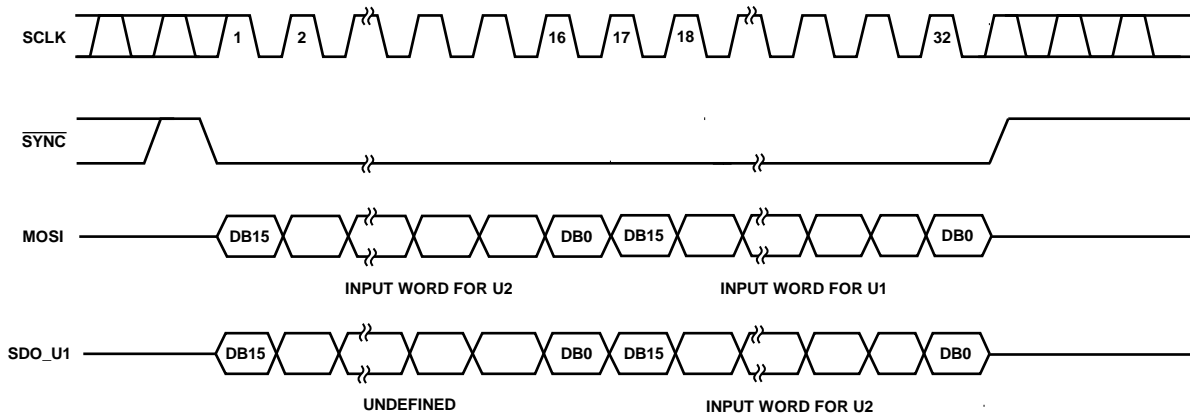 SCLK 1 2 16 17 18 32
SYNC
MOSI DB15 DB0 DB15 DB0
INPUT WORD FOR U2 INPUT WORD FOR U1
SDO_U1 DB15 DB0 DB15 DB0
UNDEFINED INPUT WORD FOR U2